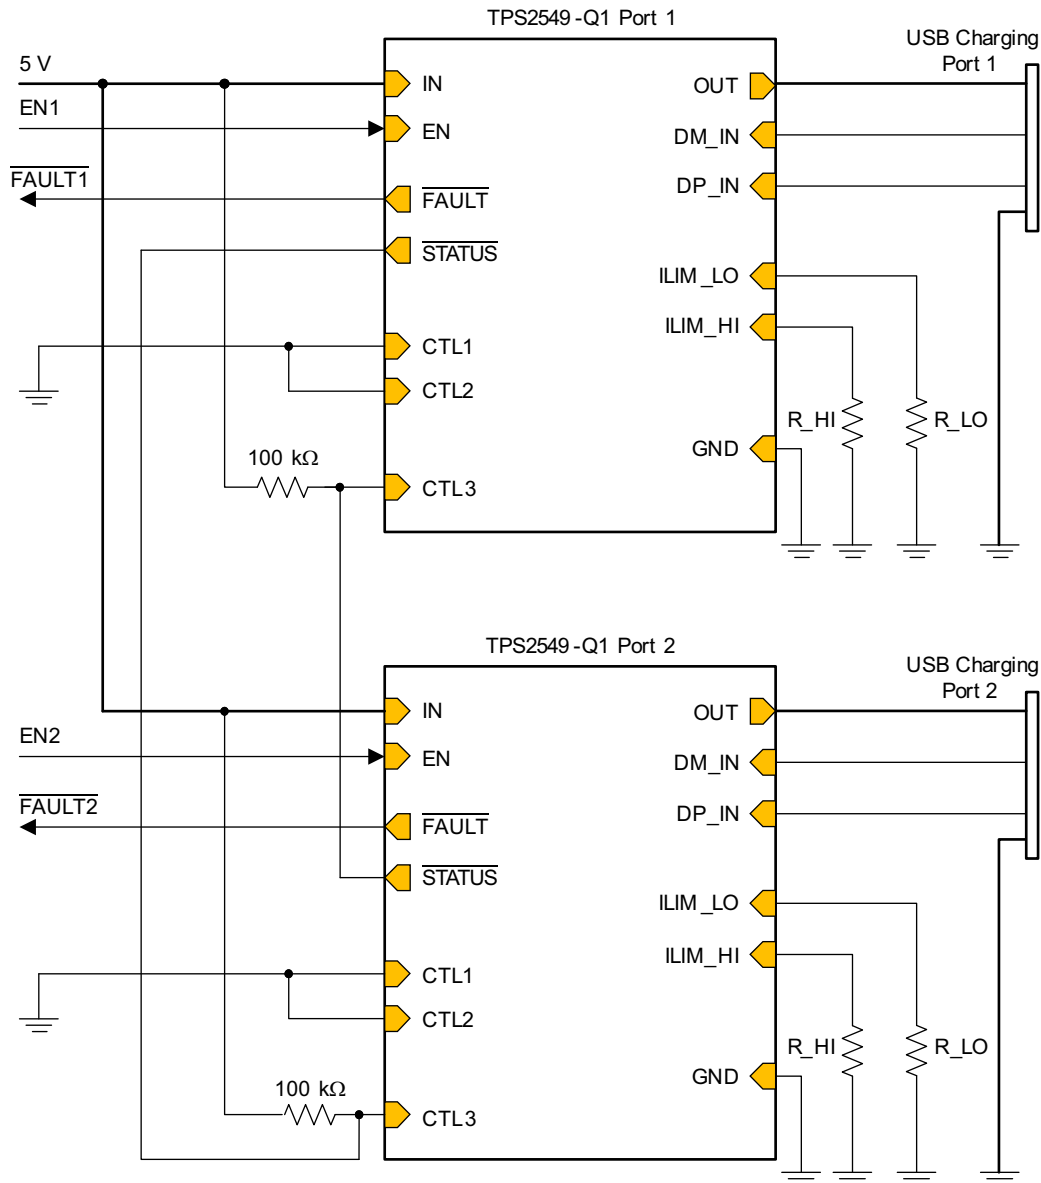 TPS2549-Q1 Port 1
USB Charging
Port 1
5 V
IN
OUT
EN1
EN
DM_IN
FAULT1
FAULT
DP_IN
STATUS
ILIM_LO
ILIM_HI
CTL1
CTL2
R_HI
R_LO
GND
100 kΩ
CTL3
TPS2549-Q1 Port 2
USB Charging
Port 2
IN
OUT
EN2
EN
DM_IN
FAULT2
FAULT
DP_IN
STATUS
ILIM_LO
ILIM_HI
CTL1
CTL2
R_HI
R_LO
GND
100 kΩ
CTL3